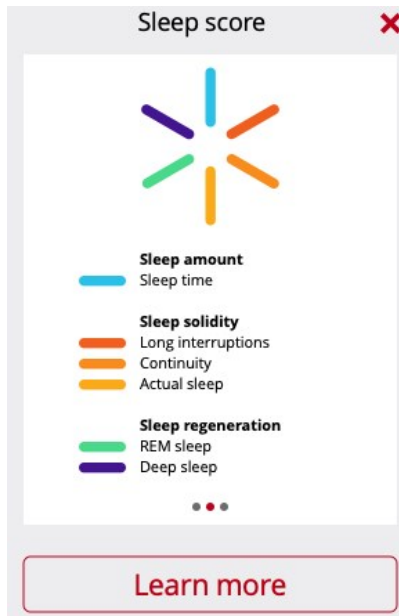 Sleep score
Sleep amount
Sleep time
Sleep solidity
Long interruptions
Continuity
Actual sleep
Sleep regeneration
REM sleep
Deep sleep
Learn more